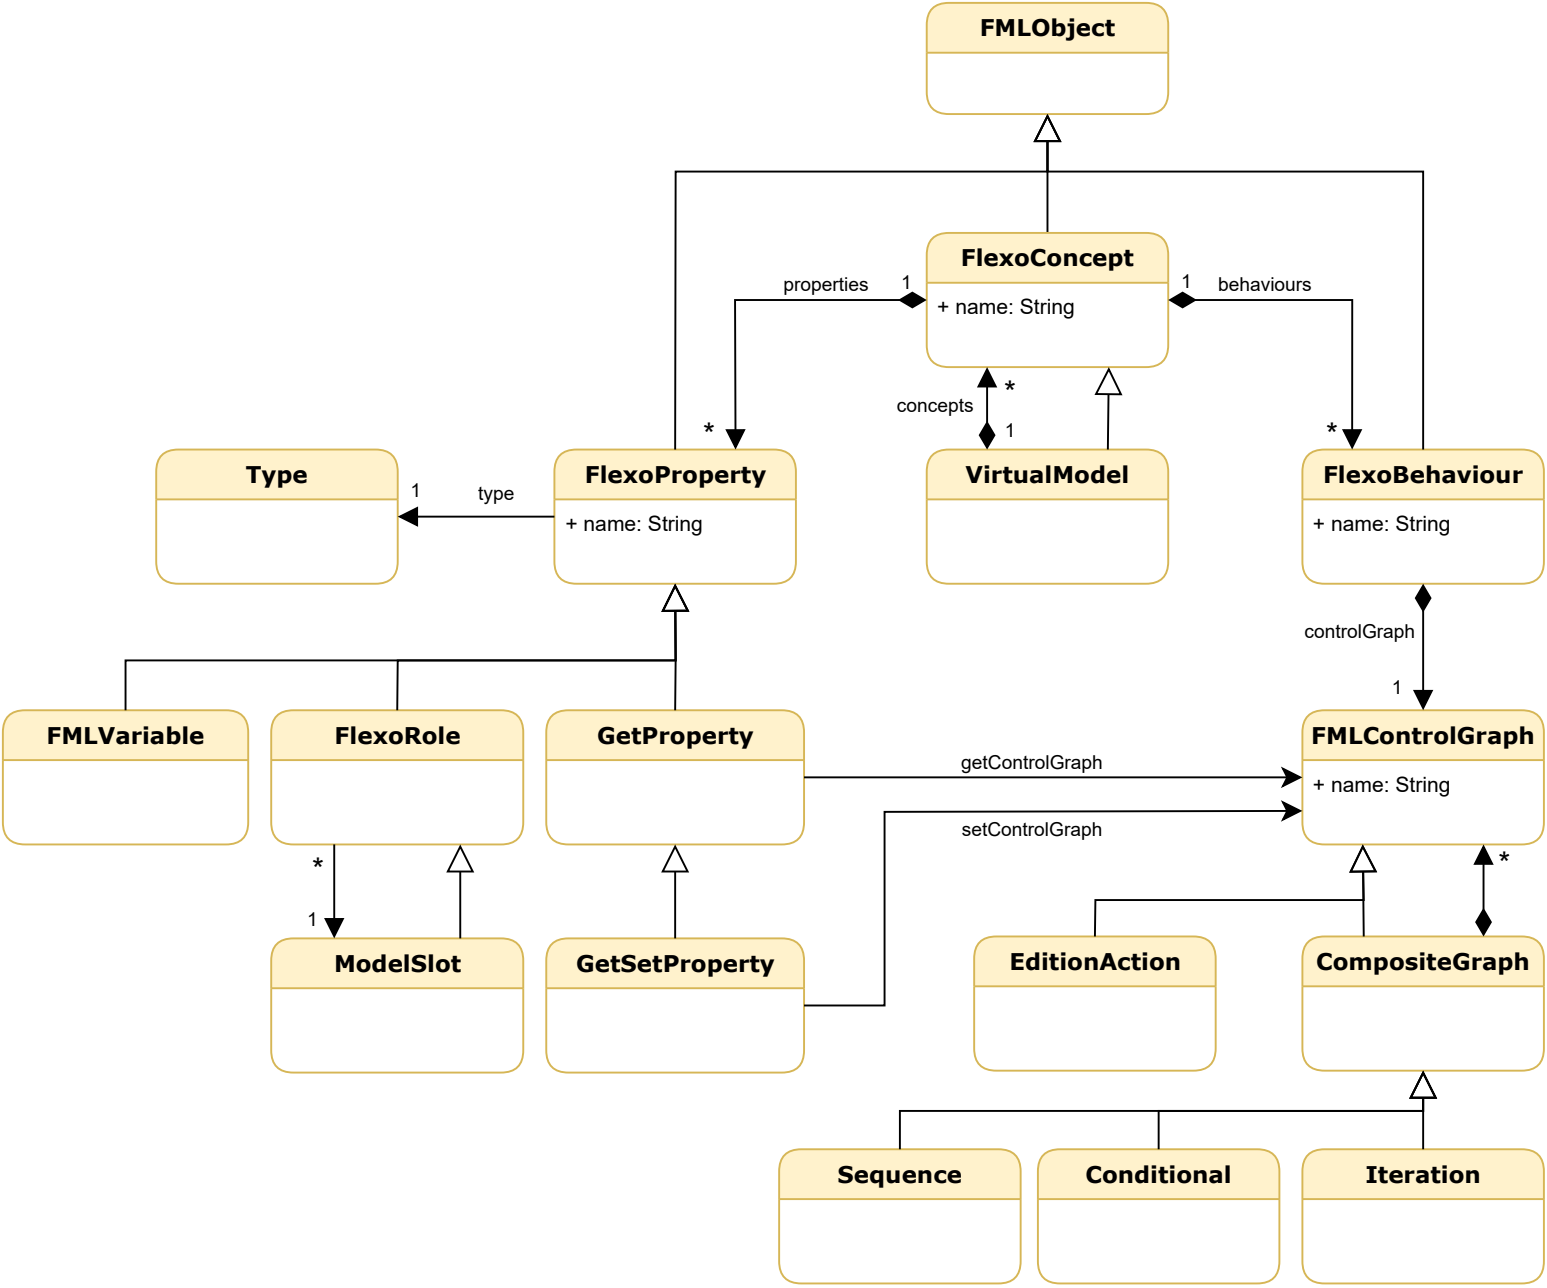 FMLObject
FlexoConcept
+ name: String
properties
1
1
behaviours
*
*
concepts
*
1
Type
FlexoProperty
+ name: String
type
1
VirtualModel
FlexoBehaviour
+ name: String
controlGraph
1
FMLVariable
FlexoRole
GetProperty
FMLControlGraph
+ name: String
getControlGraph
setControlGraph
*
1
*
ModelSlot
GetSetProperty
EditionAction
CompositeGraph
Sequence
Conditional
Iteration